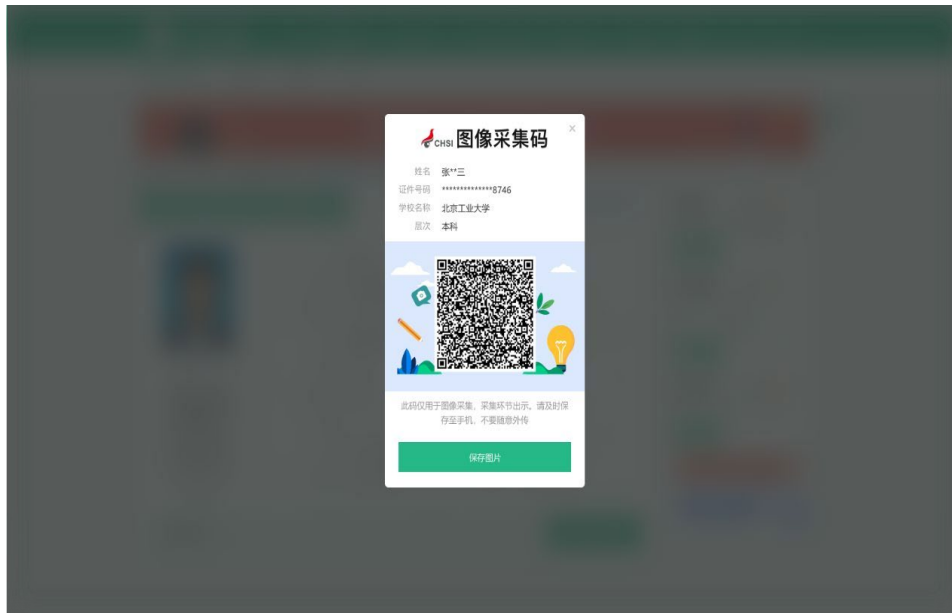 CHSI 图像采集码
×
姓名 张**三
证件号码 **************8746
学校名称 北京工业大学
层次 本科
此码仅用于图像采集，采集环节出示。请及时保
存至手机，不要随意外传
保存图片